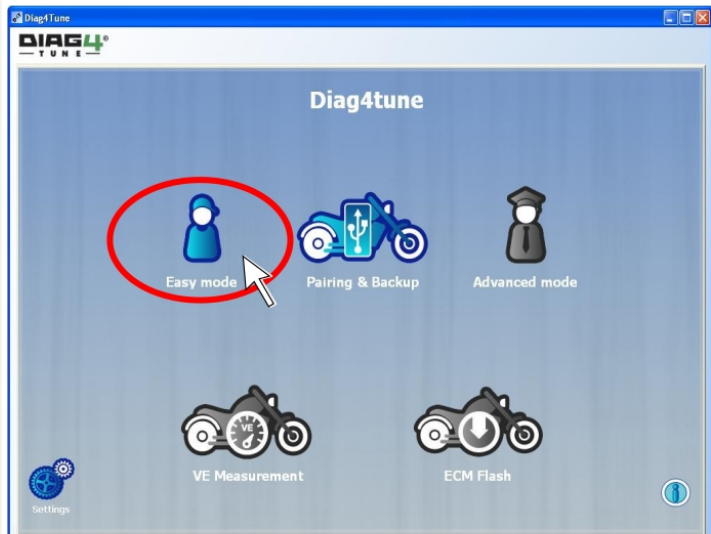 Diag4Tune
DIAG4®
TUNE
Diag4tune
Easy mode
Pairing & Backup
Advanced mode
VE
VE Measurement
ECM Flash
Settings